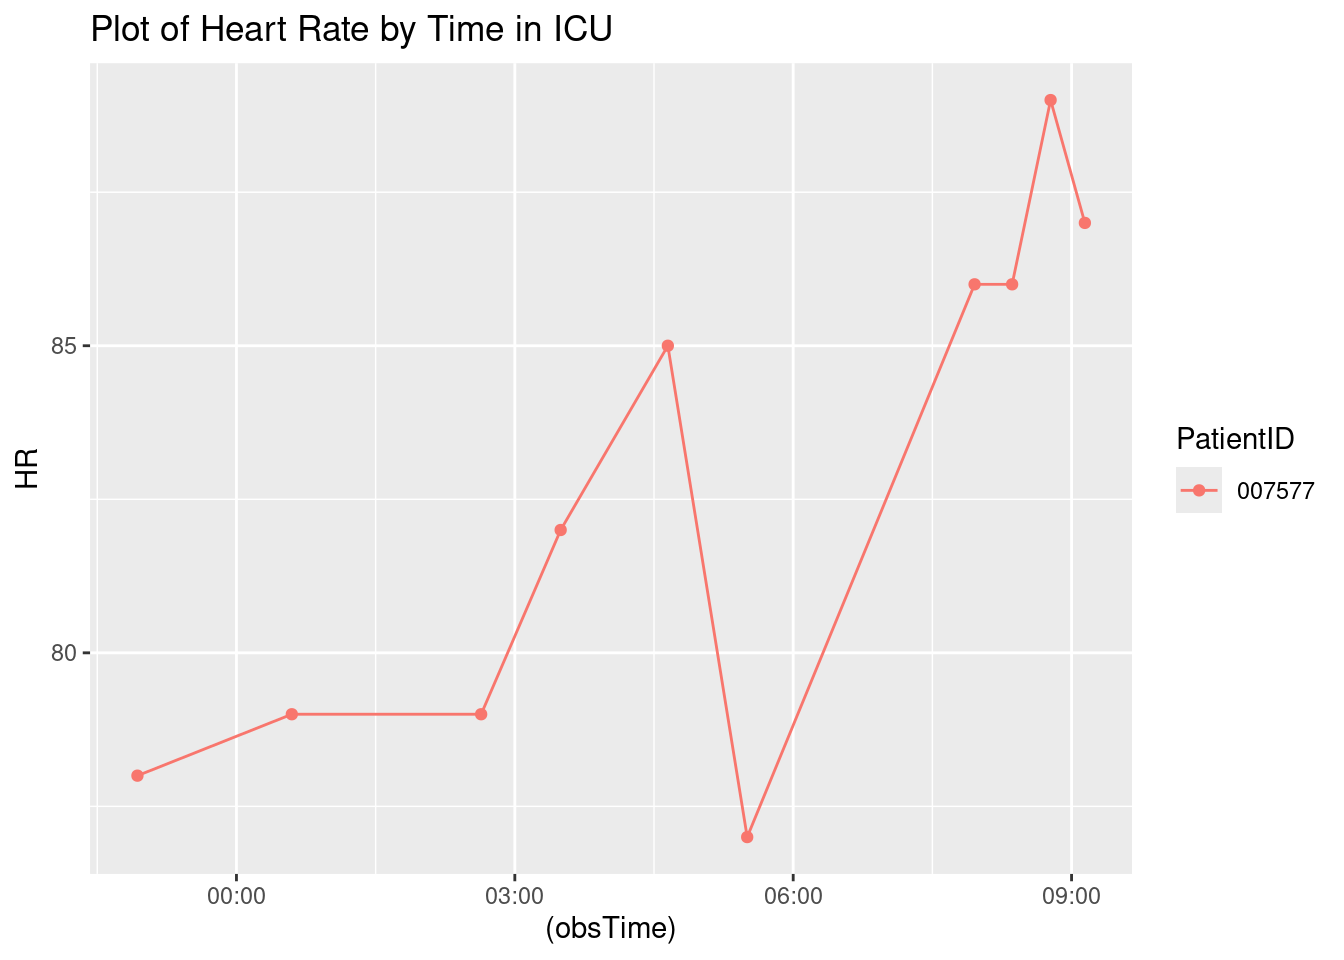 Plot of Heart Rate by Time in ICU
HR
85
80
00:00 03:00 06:00 09:00
(obsTime)
PatientID
007577